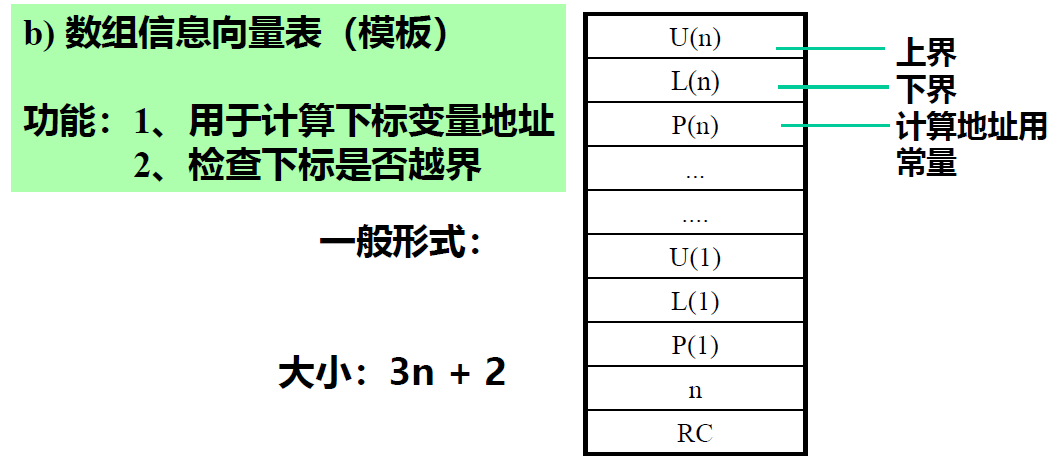 b) 数组信息向量表（模板）
功能：1、用于计算下标变量地址
2、检查下标是否越界
一般形式：
大小：3n + 2
U(n)
L(n)
P(n)
...
....
U(1)
L(1)
P(1)
n
RC
上界
下界
计算地址用
常量